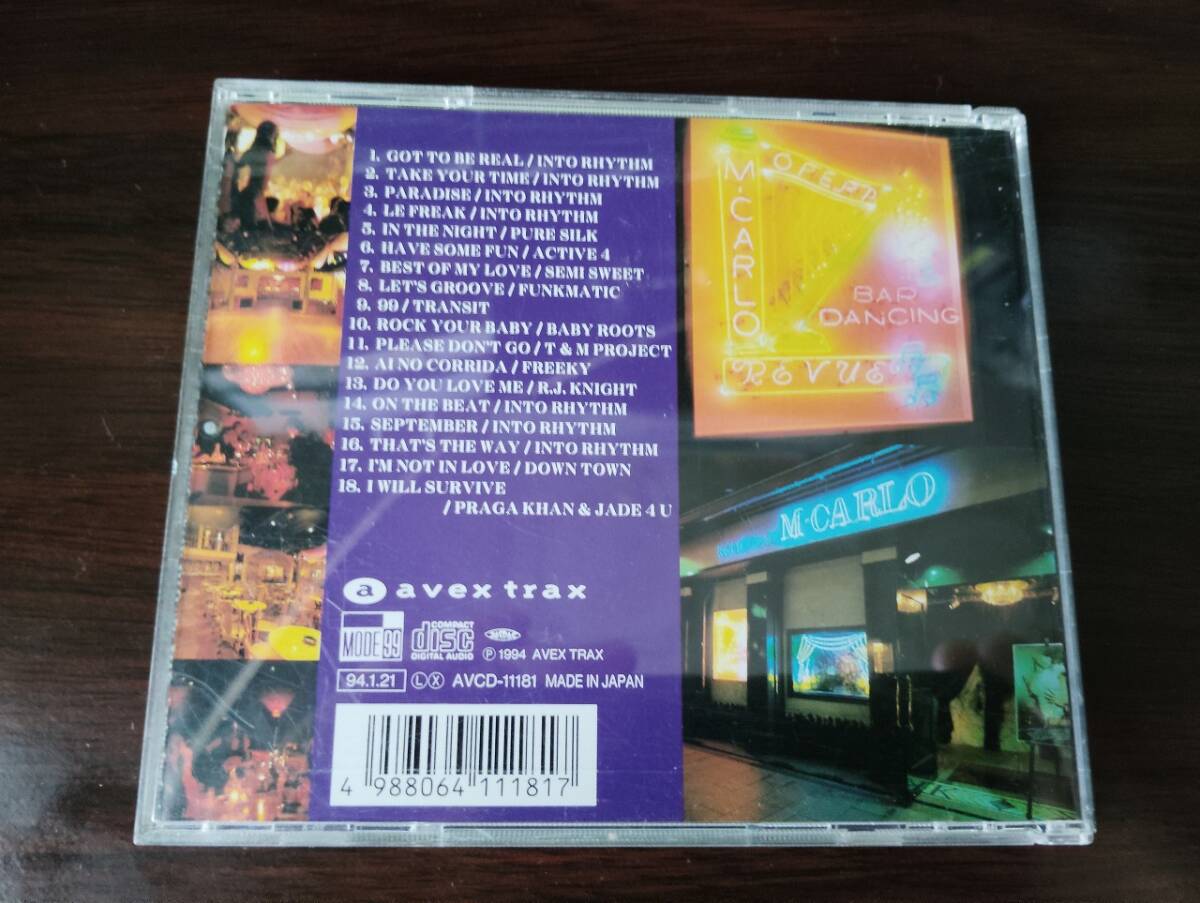 1. GOT TO BE REAL / INTO RHYTHM
2. TAKE YOUR TIME / INTO RHYTHM
3. PARADISE / INTO RHYTHM
4. LE FREAK / INTO RHYTHM
5. IN THE NIGHT / PURE SILK
6. HAVE SOME FUN / ACTIVE 4
7. BEST OF MY LOVE / SEMI SWEET
8. LET'S GROOVE / FUNKMATIC
9. 99 / TRANSIT
10. ROCK YOUR BABY / BABY ROOTS
11. PLEASE DON'T GO / T & M PROJECT
12. AI NO CORRIDA / FREEKY
13. DO YOU LOVE ME / R.J. KNIGHT
14. ON THE BEAT / INTO RHYTHM
15. SEPTEMBER / INTO RHYTHM
16. THAT'S THE WAY / INTO RHYTHM
17. I'M NOT IN LOVE / DOWN TOWN
18. I WILL SURVIVE
/ PRAGA KHAN & JADE 4 U
a avex trax
MODE 99
COMPACT
disc
DIGITAL AUDIO
Ⓟ 1994 AVEX TRAX
94.1.21 Ⓛ Ⓧ AVCD-11181 MADE IN JAPAN
4 988064 111817
M·CARLO
OPERA
BAR
DANCING
REVUE
M·CARLO